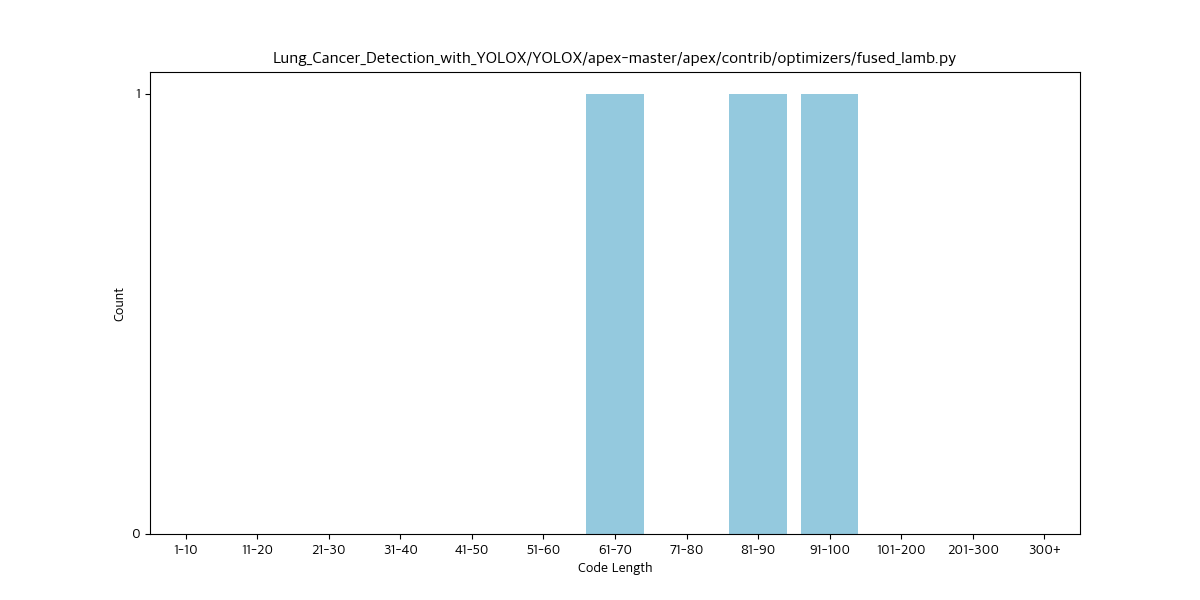 Lung_Cancer_Detection_with_YOLOX/YOLOX/apex-master/apex/contrib/optimizers/fused_lamb.py
1
Count
0
1-10 11-20 21-30 31-40 41-50 51-60 61-70 71-80 81-90 91-100 101-200 201-300 300+
Code Length